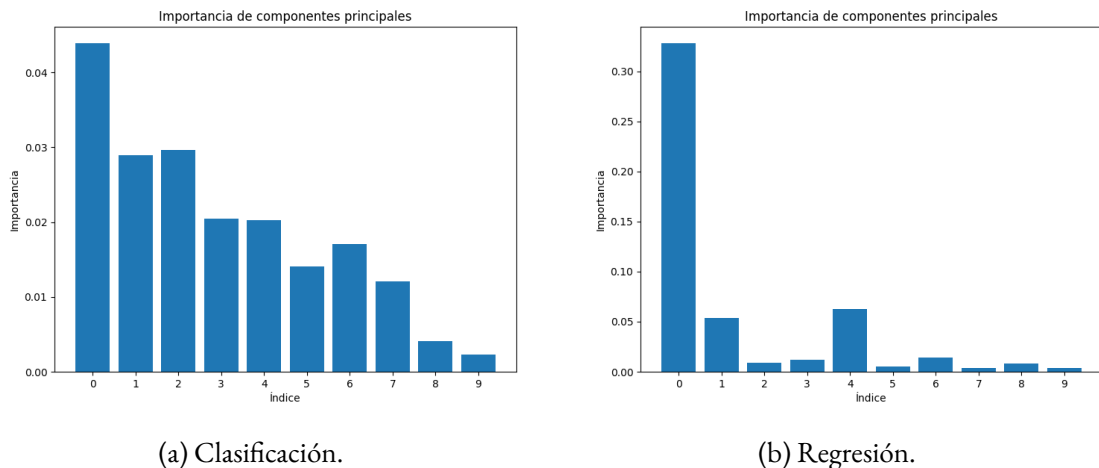 Importancia de componentes principales
0.04
0.03
0.02
0.01
0.00
Importancia
0 1 2 3 4 5 6 7 8 9
Índice
(a) Clasificación.
Importancia de componentes principales
0.30
0.25
0.20
0.15
0.10
0.05
0.00
Importancia
0 1 2 3 4 5 6 7 8 9
Índice
(b) Regresión.